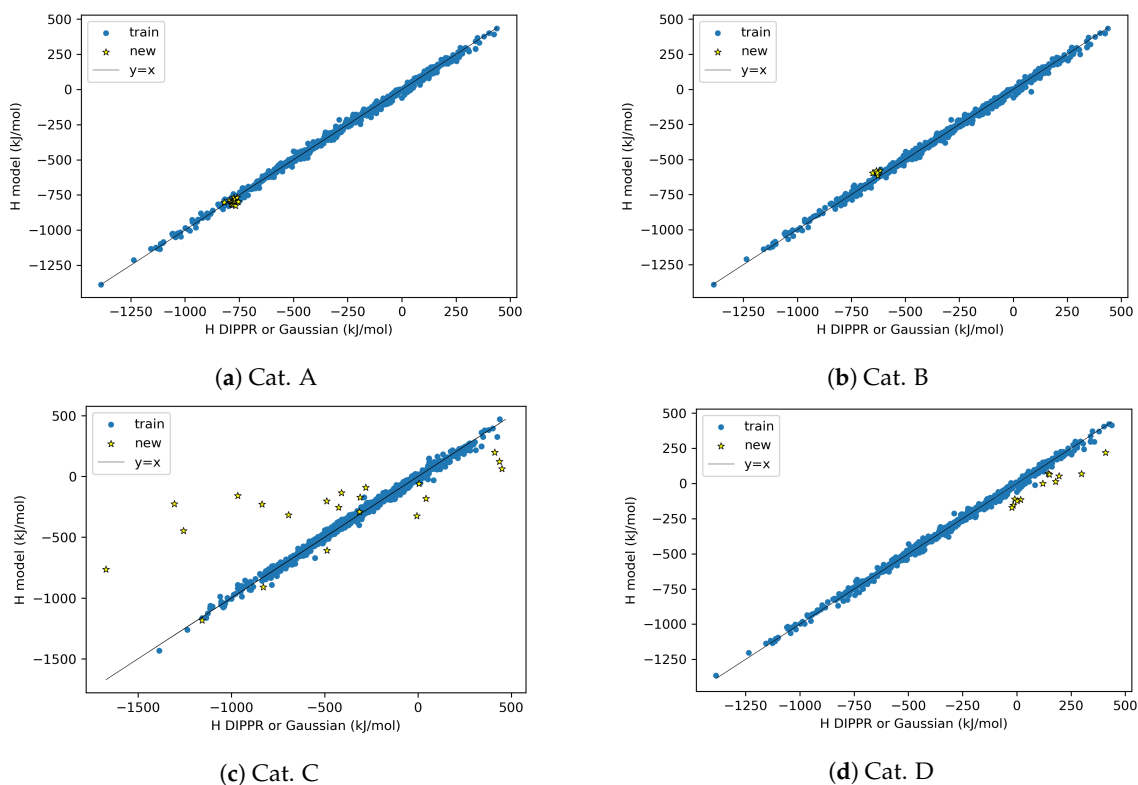 500
250
0
−250
−500
−750
−1000
−1250
H model (kJ/mol)
train
new
y=x
−1250 −1000 −750 −500 −250 0 250 500
H DIPPR or Gaussian (kJ/mol)
(a) Cat. A
500
250
0
−250
−500
−750
−1000
−1250
H model (kJ/mol)
train
new
y=x
−1250 −1000 −750 −500 −250 0 250 500
H DIPPR or Gaussian (kJ/mol)
(b) Cat. B
500
0
−500
−1000
−1500
H model (kJ/mol)
train
new
y=x
−1500 −1000 −500 0 500
H DIPPR or Gaussian (kJ/mol)
(c) Cat. C
500
250
0
−250
−500
−750
−1000
−1250
H model (kJ/mol)
train
new
y=x
−1250 −1000 −750 −500 −250 0 250 500
H DIPPR or Gaussian (kJ/mol)
(d) Cat. D